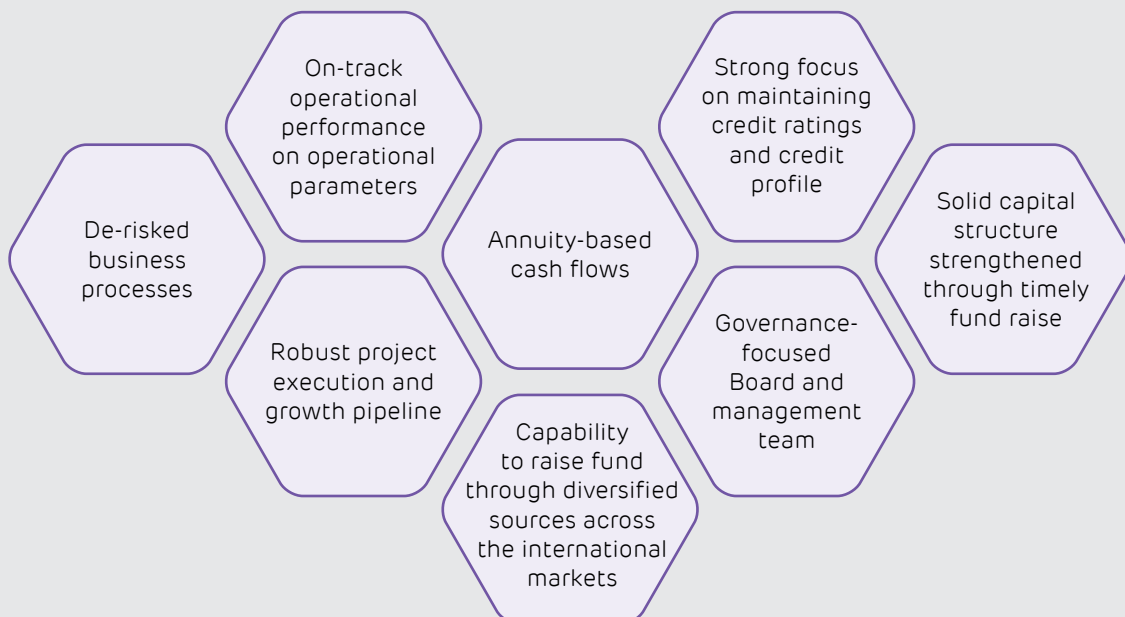 On-track
operational
performance
on operational
parameters
Strong focus
on maintaining
credit ratings
and credit
profile
De-risked
business
processes
Annuity-based
cash flows
Solid capital
structure
strengthened
through timely
fund raise
Robust project
execution and
growth pipeline
Governance-
focused
Board and
management
team
Capability
to raise fund
through diversified
sources across
the international
markets